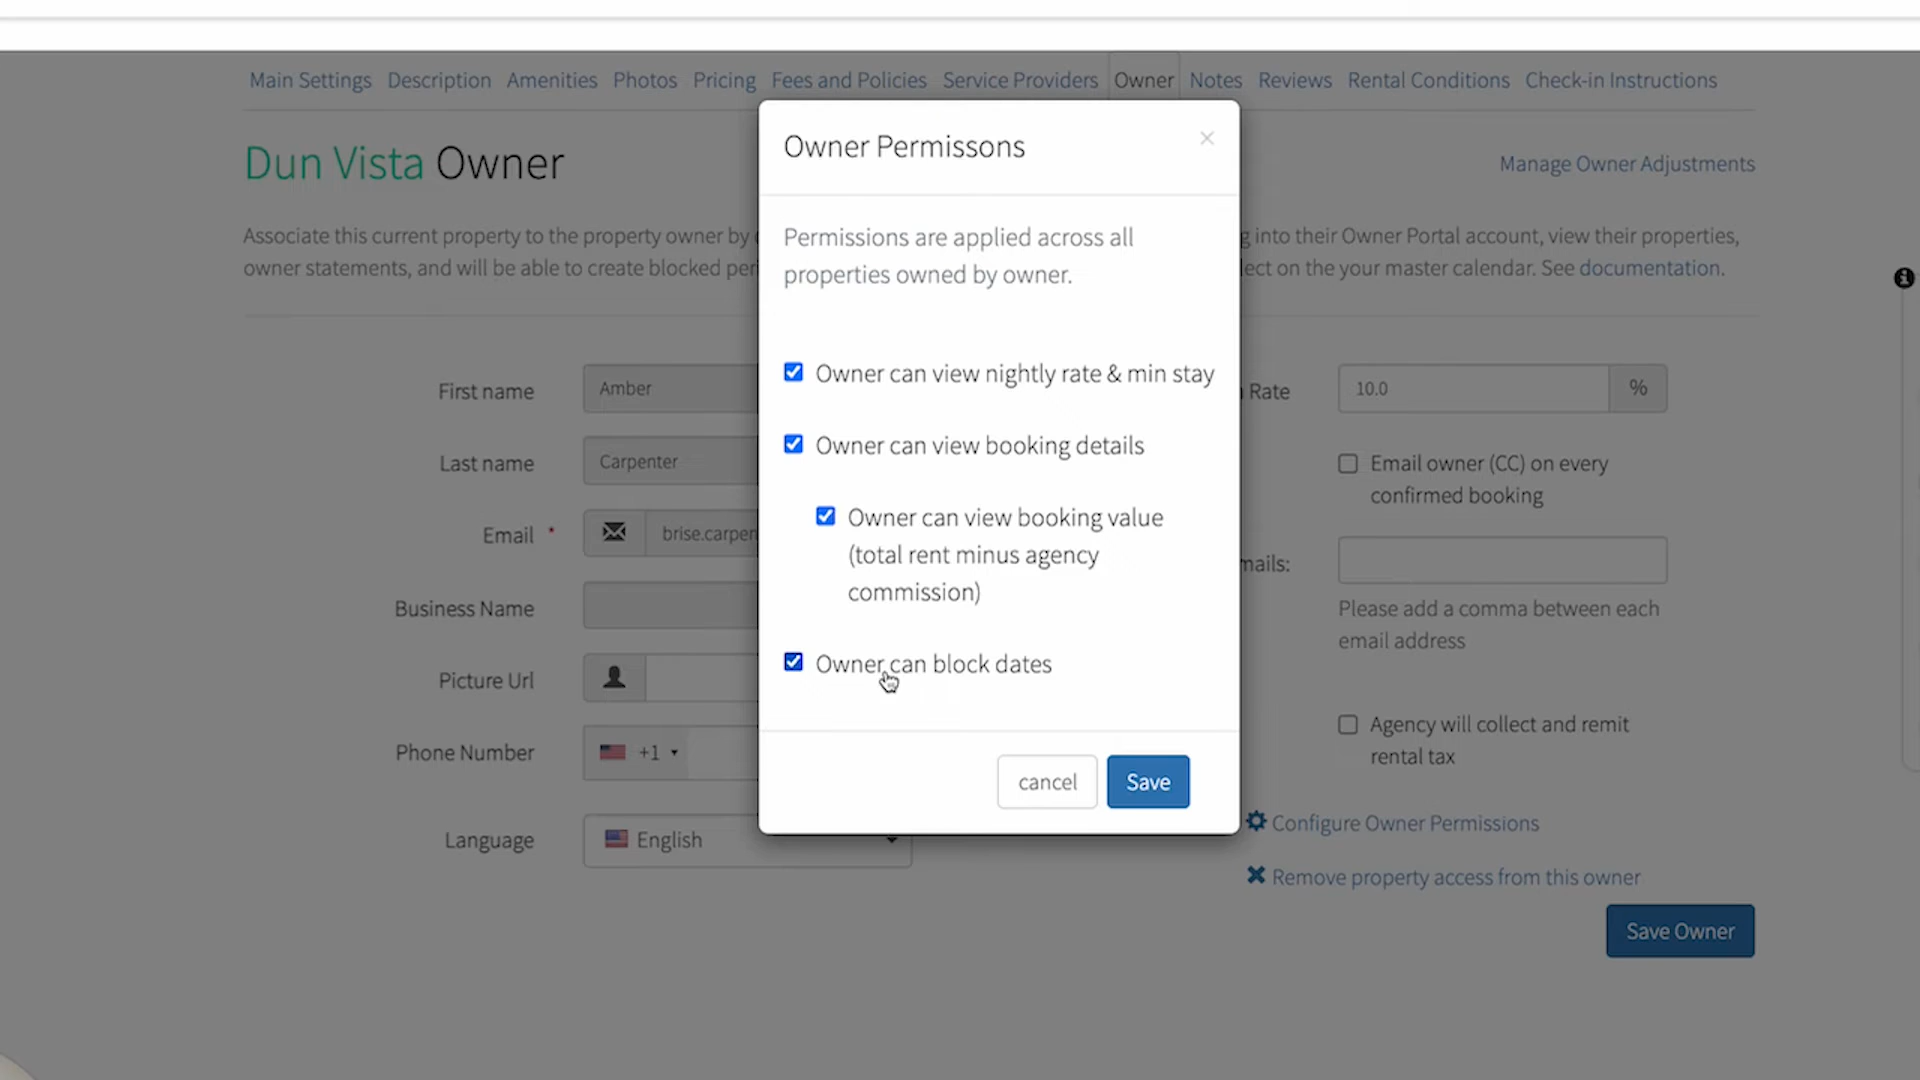 Main Settings Description Amenities Photos Pricing Fees and Policies Service Providers Owner Notes Reviews Rental Conditions Check-in Instructions
Dun Vista Owner
Manage Owner Adjustments
Associate this current property to the property owner by
into their Owner Portal account, view their properties,
owner statements, and will be able to create blocked
on the your master calendar. See documentation.
Owner Permissons
×
Permissions are applied across all
properties owned by owner.
Owner can view nightly rate & min stay
Owner can view booking details
Owner can view booking value
(total rent minus agency
commission)
Owner can block dates
cancel
Save
First name
Amber
Last name
Carpenter
Email *
brise.carpen
Business Name
Picture Url
Phone Number
+1
Language
English
Rate
10.0
%
Email owner (CC) on every
confirmed booking
mails:
Please add a comma between each
email address
Agency will collect and remit
rental tax
Configure Owner Permissions
Remove property access from this owner
Save Owner